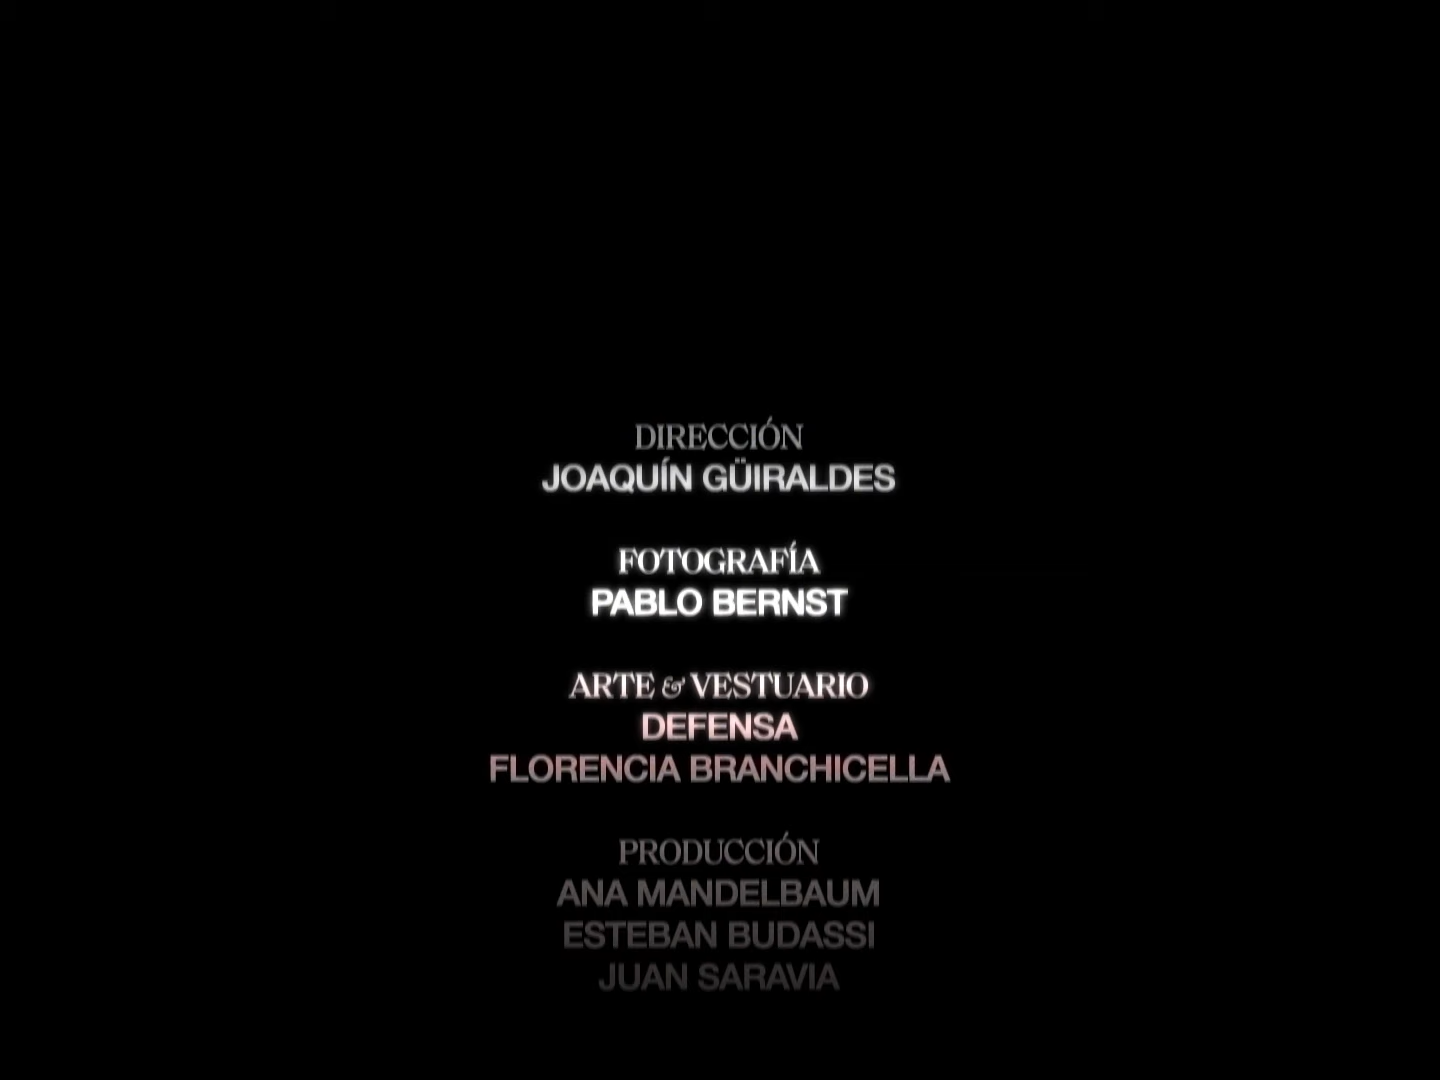 DIRECCIÓN
JOAQUÍN GÜIRALDES
FOTOGRAFÍA
PABLO BERNST
ARTE & VESTUARIO
DEFENSA
FLORENCIA BRANCHICELLA
PRODUCCIÓN
ANA MANDELBAUM
ESTEBAN BUDASSI
JUAN SARAVIA